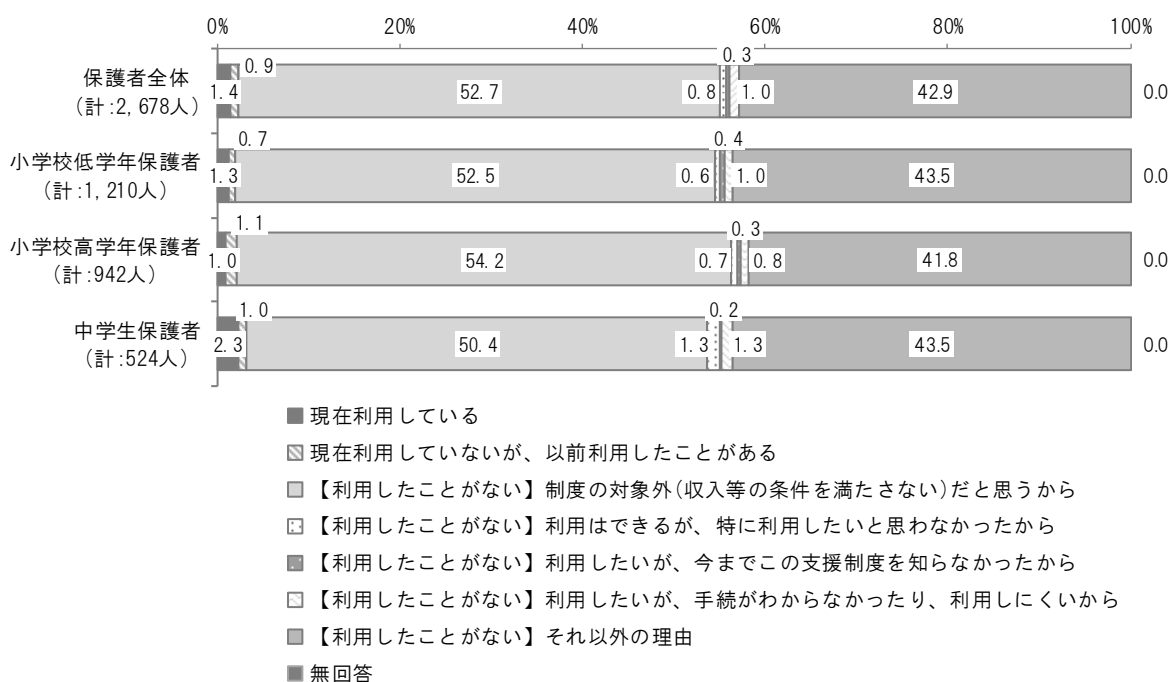 0% 20% 40% 60% 80% 100%
保護者全体
(計:2,678人)
1.4 0.9 52.7 0.8 0.3 1.0 42.9 0.0
小学校低学年保護者
(計:1,210人)
1.3 0.7 52.5 0.6 0.4 1.0 43.5 0.0
小学校高学年保護者
(計:942人)
1.0 1.1 54.2 0.7 0.3 0.8 41.8 0.0
中学生保護者
(計:524人)
2.3 1.0 50.4 1.3 0.2 1.3 43.5 0.0
現在利用している
現在利用していないが、以前利用したことがある
【利用したことがない】制度の対象外(収入等の条件を満たさない)だと思うから
【利用したことがない】利用はできるが、特に利用したいと思わなかったから
【利用したことがない】利用したいが、今までこの支援制度を知らなかったから
【利用したことがない】利用したいが、手続がわからなかったり、利用しにくいから
【利用したことがない】それ以外の理由
無回答